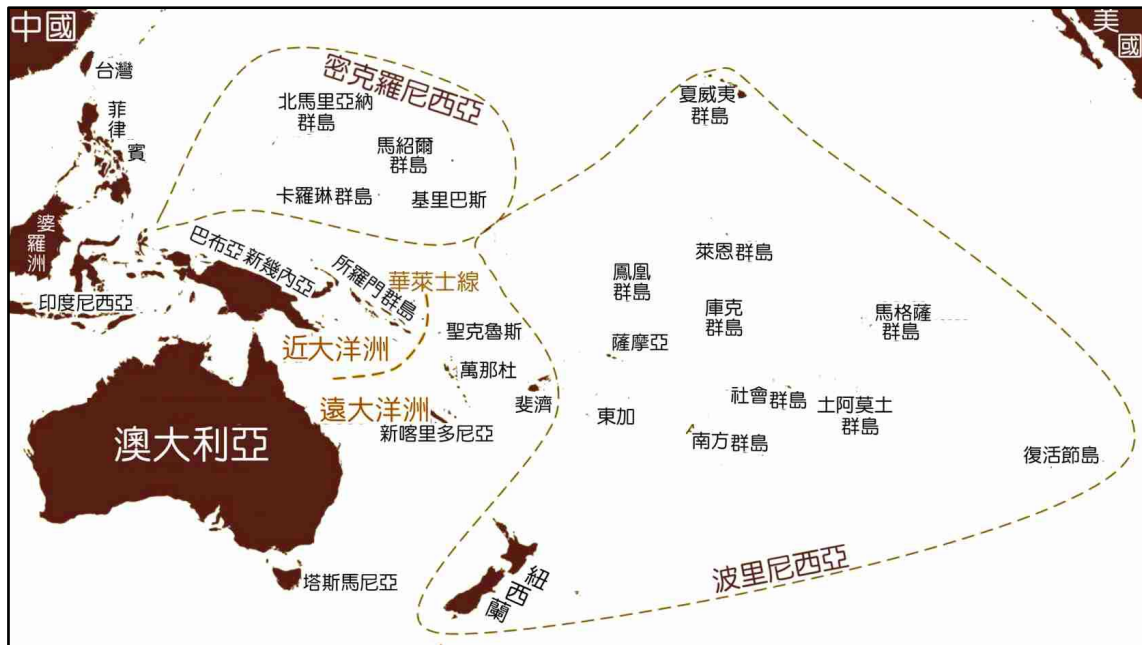 中國
美國
台灣
密克羅尼西亞
夏威夷
群島
北馬里亞納
群島
菲律賓
馬紹爾
群島
卡羅琳群島
基里巴斯
婆羅洲
巴布亞新幾內亞
所羅門群島
華萊士線
萊恩群島
鳳凰
群島
印度尼西亞
庫克
群島
馬格薩
群島
聖克魯斯
薩摩亞
近大洋洲
萬那杜
斐濟
社會群島
土阿莫土
群島
遠大洋洲
東加
新喀里多尼亞
南方群島
澳大利亞
復活節島
塔斯馬尼亞
紐西蘭
波里尼西亞